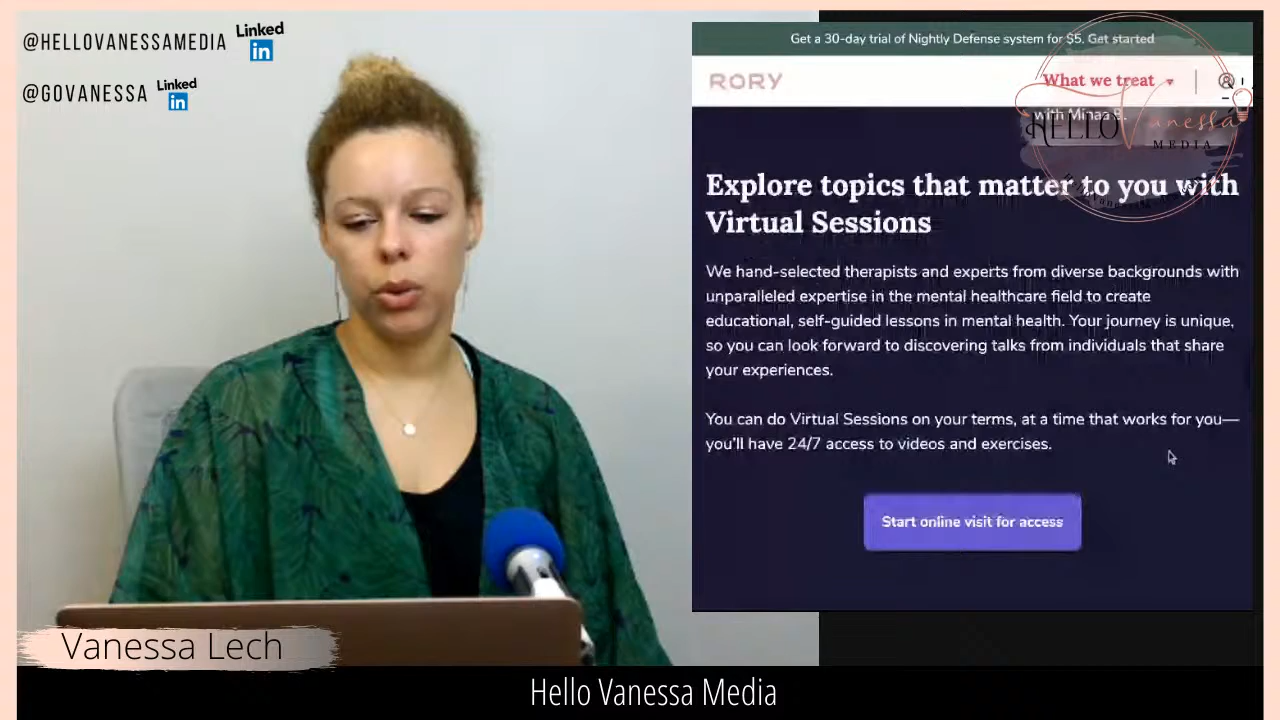 @HELLOVANESSAMEDIA Linked in
@GOVANESSA Linked in
Get a 30-day trial of Nightly Defense system for $5. Get started
RORY What we treat
with Minaa B.
HELLO Vanessa
MEDIA
Explore topics that matter to you with
Virtual Sessions
We hand-selected therapists and experts from diverse backgrounds with
unparalleled expertise in the mental healthcare field to create
educational, self-guided lessons in mental health. Your journey is unique,
so you can look forward to discovering talks from individuals that share
your experiences.
You can do Virtual Sessions on your terms, at a time that works for you—
you'll have 24/7 access to videos and exercises.
Start online visit for access
Vanessa Lech
Hello Vanessa Media